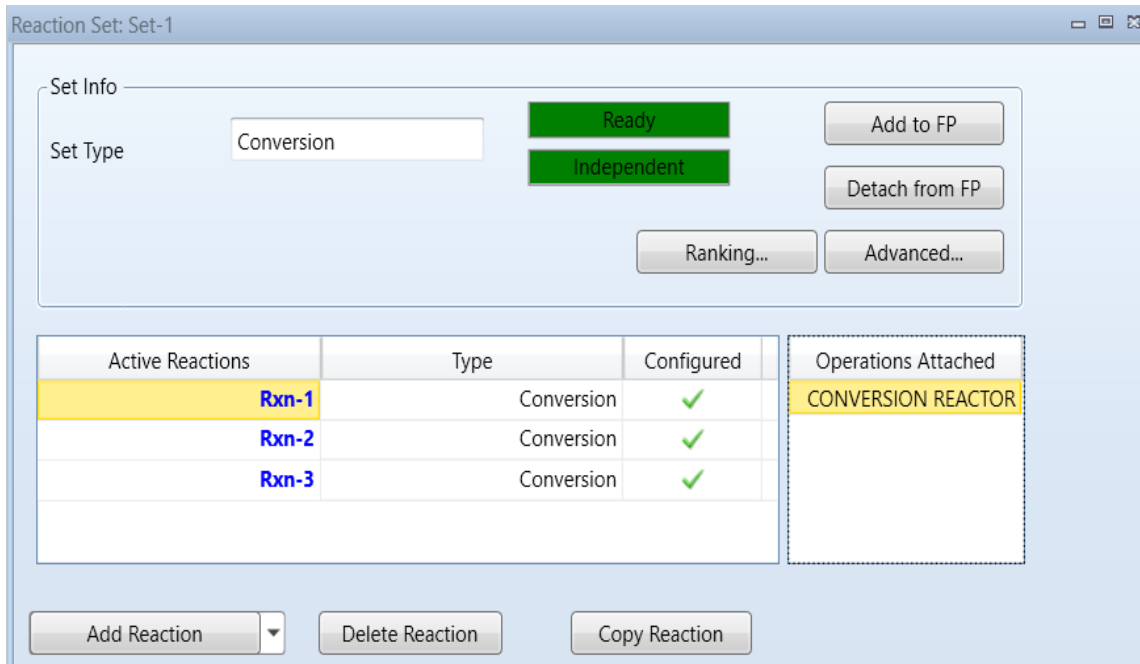 Reaction Set: Set-1
Set Info
Set Type
Conversion
Ready
Independent
Add to FP
Detach from FP
Ranking...
Advanced...
Active Reactions Type Configured
Rxn-1 Conversion
Rxn-2 Conversion
Rxn-3 Conversion
Operations Attached
CONVERSION REACTOR
Add Reaction Delete Reaction Copy Reaction